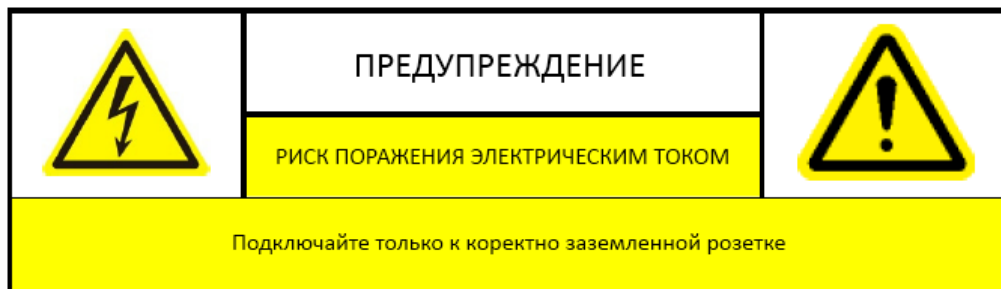 ПРЕДУПРЕЖДЕНИЕ
РИСК ПОРАЖЕНИЯ ЭЛЕКТРИЧЕСКИМ ТОКОМ
Подключайте только к коректно заземленной розетке